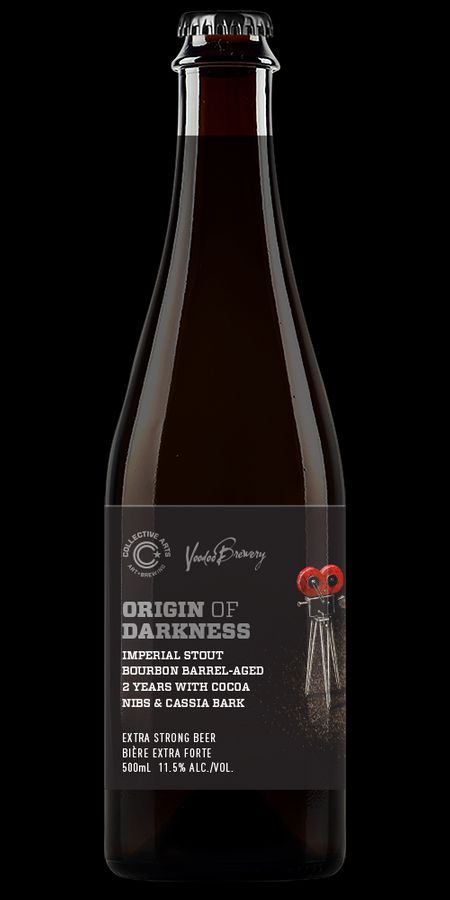 COLLECTIVE ARTS
ART • BREWING
Voodoo Brewery
ORIGIN OF
DARKNESS
IMPERIAL STOUT
BOURBON BARREL-AGED
2 YEARS WITH COCOA
NIBS & CASSIA BARK
EXTRA STRONG BEER
BIÈRE EXTRA FORTE
500mL 11.5% ALC./VOL.